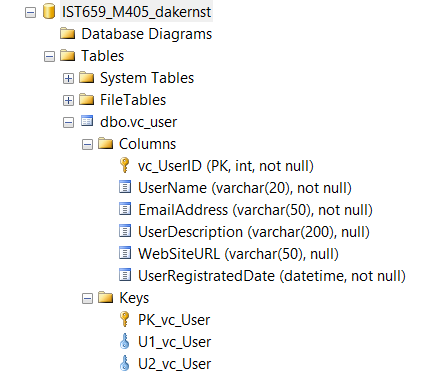 IST659_M405_dakernst
Database Diagrams
Tables
System Tables
FileTables
dbo.vc_user
Columns
vc_UserID (PK, int, not null)
UserName (varchar(20), not null)
EmailAddress (varchar(50), not null)
UserDescription (varchar(200), null)
WebSiteURL (varchar(50), null)
UserRegistratedDate (datetime, not null)
Keys
PK_vc_User
U1_vc_User
U2_vc_User